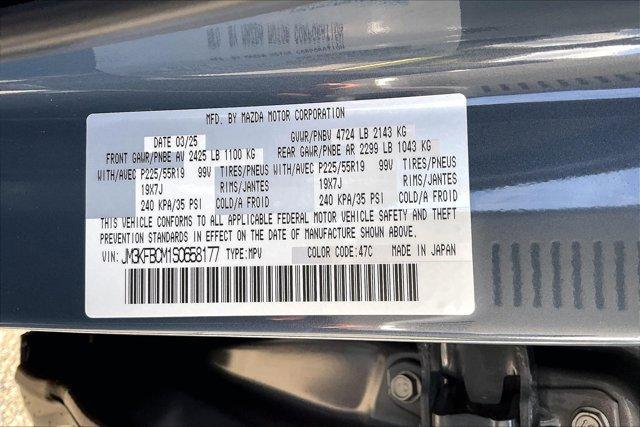 MFD. BY MAZDA MOTOR CORPORATION
DATE 03/25 GVWR/PNBV 4724 LB 2143 KG
FRONT GAWR/PNBE AV 2425 LB 1100 KG REAR GAWR/PNBE AR 2299 LB 1043 KG
WITH/AVEC P225/55R19 99V TIRES/PNEUS WITH/AVEC P225/55R19 99V TIRES/PNEUS
19X7J RIMS/JANTES 19X7J RIMS/JANTES
240 KPA/35 PSI COLD/A FROID 240 KPA/35 PSI COLD/A FROID
THIS VEHICLE CONFORMS TO ALL APPLICABLE FEDERAL MOTOR VEHICLE SAFETY AND THEFT
PREVENTION STANDARDS IN EFFECT ON THE DATE OF MANUFACTURE SHOWN ABOVE.
VIN: JM3KFBCM1S0658177 TYPE:MPV COLOR CODE:47C MADE IN JAPAN